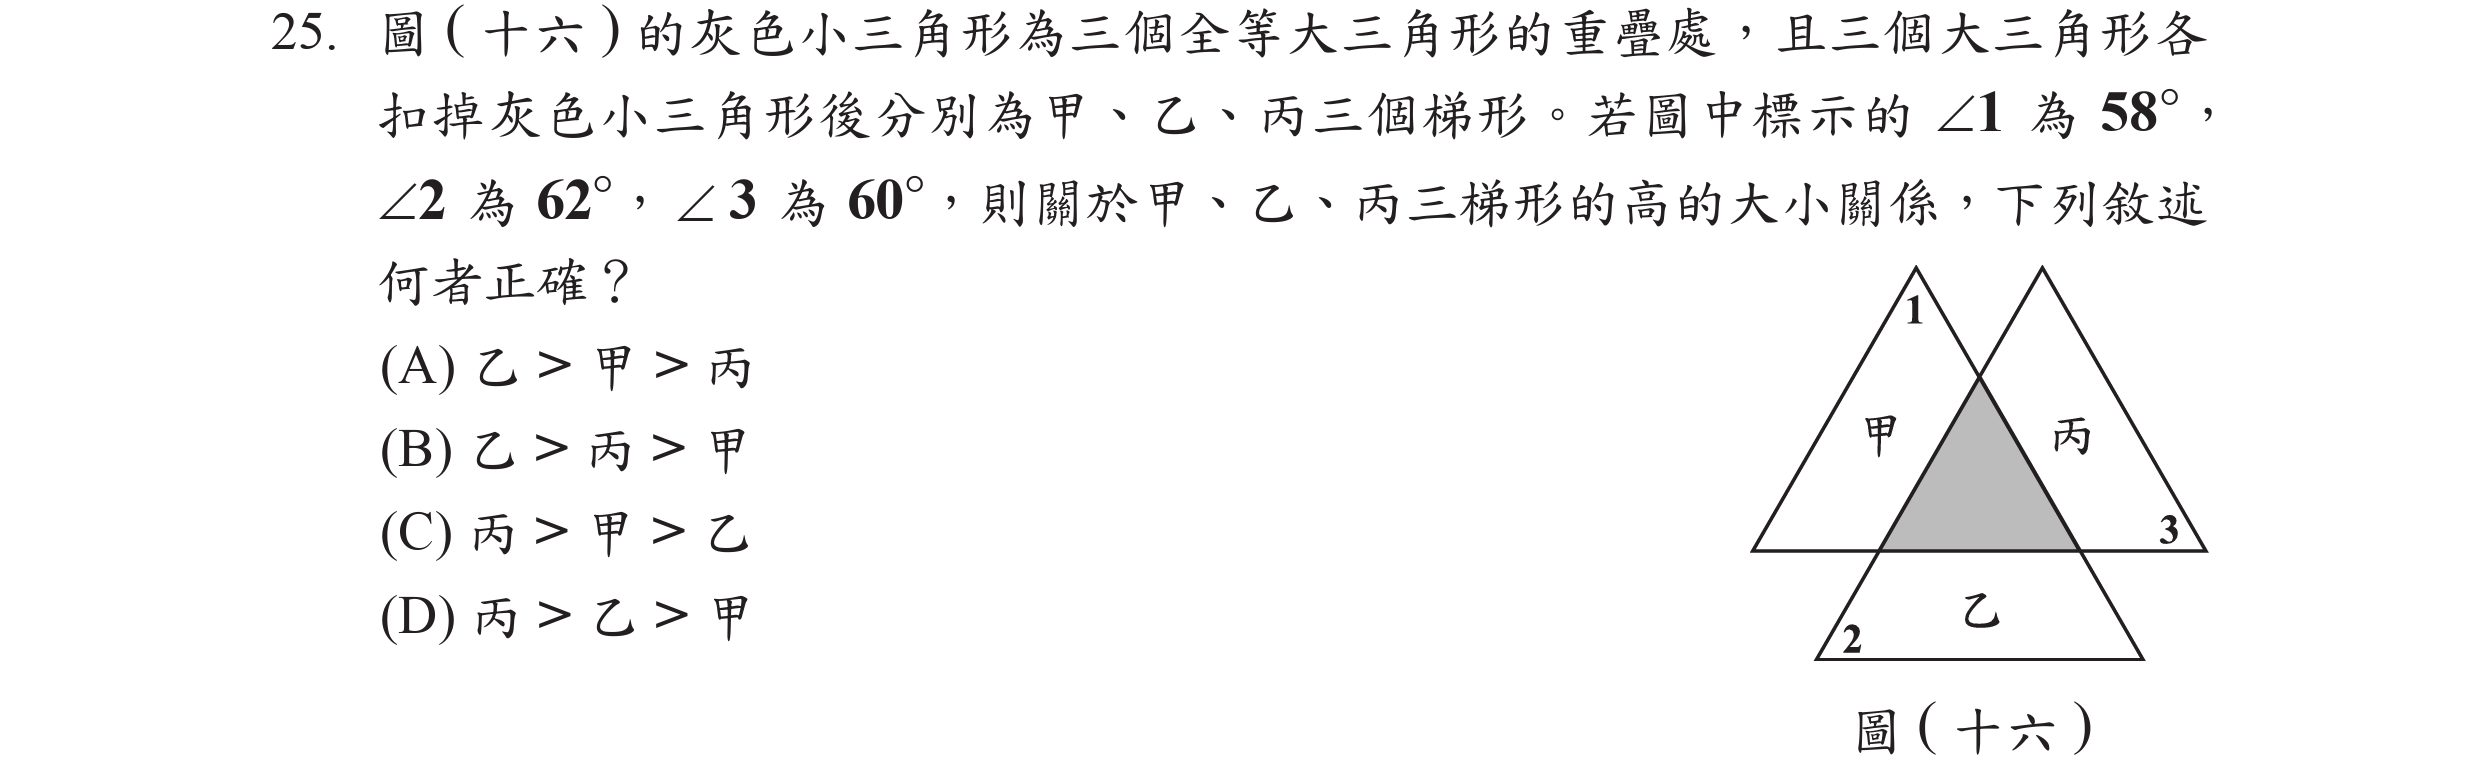 25. 圖(十六)的灰色小三角形為三個全等大三角形的重疊處，且三個大三角形各
扣掉灰色小三角形後分別為甲、乙、丙三個梯形。若圖中標示的 ∠1 為 58°，
∠2 為 62°，∠3 為 60°，則關於甲、乙、丙三梯形的高的大小關係，下列敘述
何者正確？
(A) 乙 > 甲 > 丙
(B) 乙 > 丙 > 甲
(C) 丙 > 甲 > 乙
(D) 丙 > 乙 > 甲
1
甲
丙
3
乙
2
圖(十六)